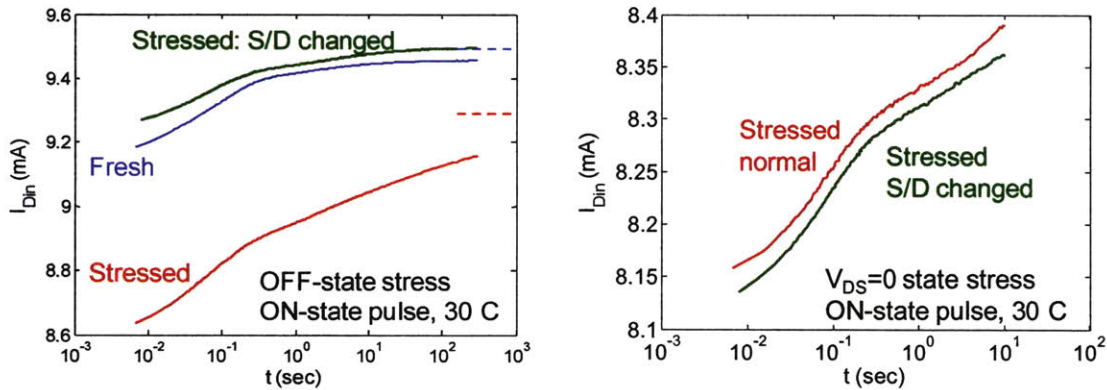 Stressed: S/D changed
Fresh
Stressed
OFF-state stress
ON-state pulse, 30 C
I_Din (mA)
9.6
9.4
9.2
9
8.8
8.6
10^-3 10^-2 10^-1 10^0 10^1 10^2 10^3
t (sec)
Stressed
normal
Stressed
S/D changed
V_DS=0 state stress
ON-state pulse, 30 C
I_Din (mA)
8.4
8.35
8.3
8.25
8.2
8.15
8.1
10^-3 10^-2 10^-1 10^0 10^1 10^2
t (sec)